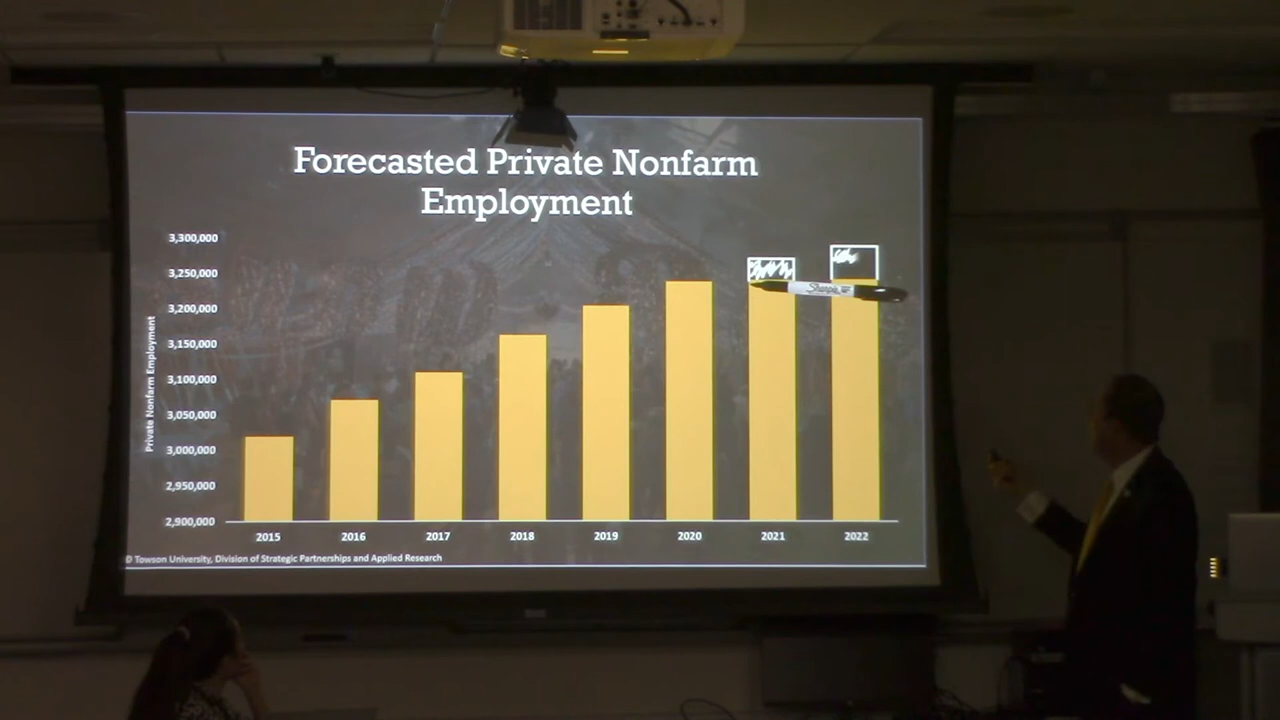 Forecasted Private Nonfarm
Employment
3,300,000
3,250,000
3,200,000
3,150,000
3,100,000
3,050,000
3,000,000
2,950,000
2,900,000
Private Nonfarm Employment
Sharpie
2015 2016 2017 2018 2019 2020 2021 2022
© Towson University, Division of Strategic Partnerships and Applied Research